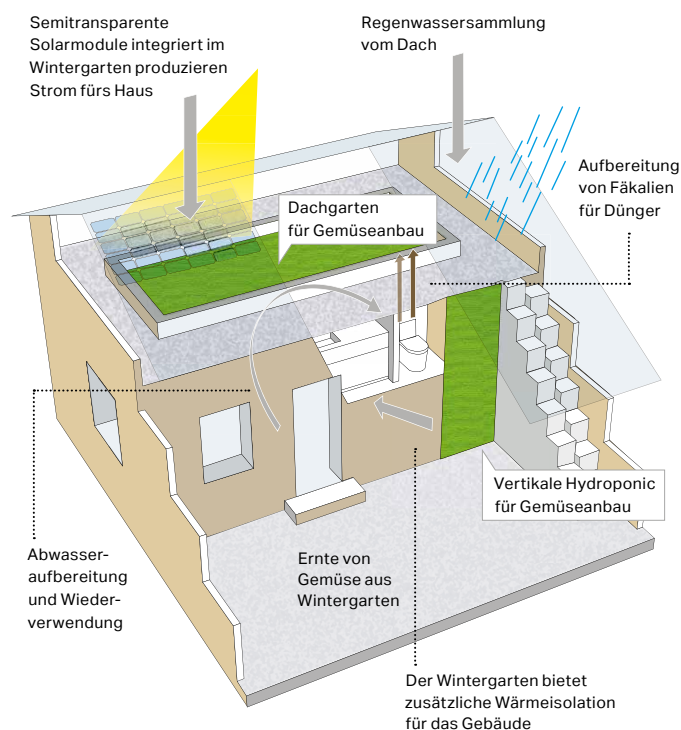 Semitransparente
Solarmodule integriert im
Wintergarten produzieren
Strom fürs Haus
Regenwassersammlung
vom Dach
Aufbereitung
von Fäkalien
für Dünger
Dachgarten
für Gemüseanbau
Vertikale Hydroponic
für Gemüseanbau
Abwasser-
aufbereitung
und Wieder-
verwendung
Ernte von
Gemüse aus
Wintergarten
Der Wintergarten bietet
zusätzliche Wärmeisolation
für das Gebäude